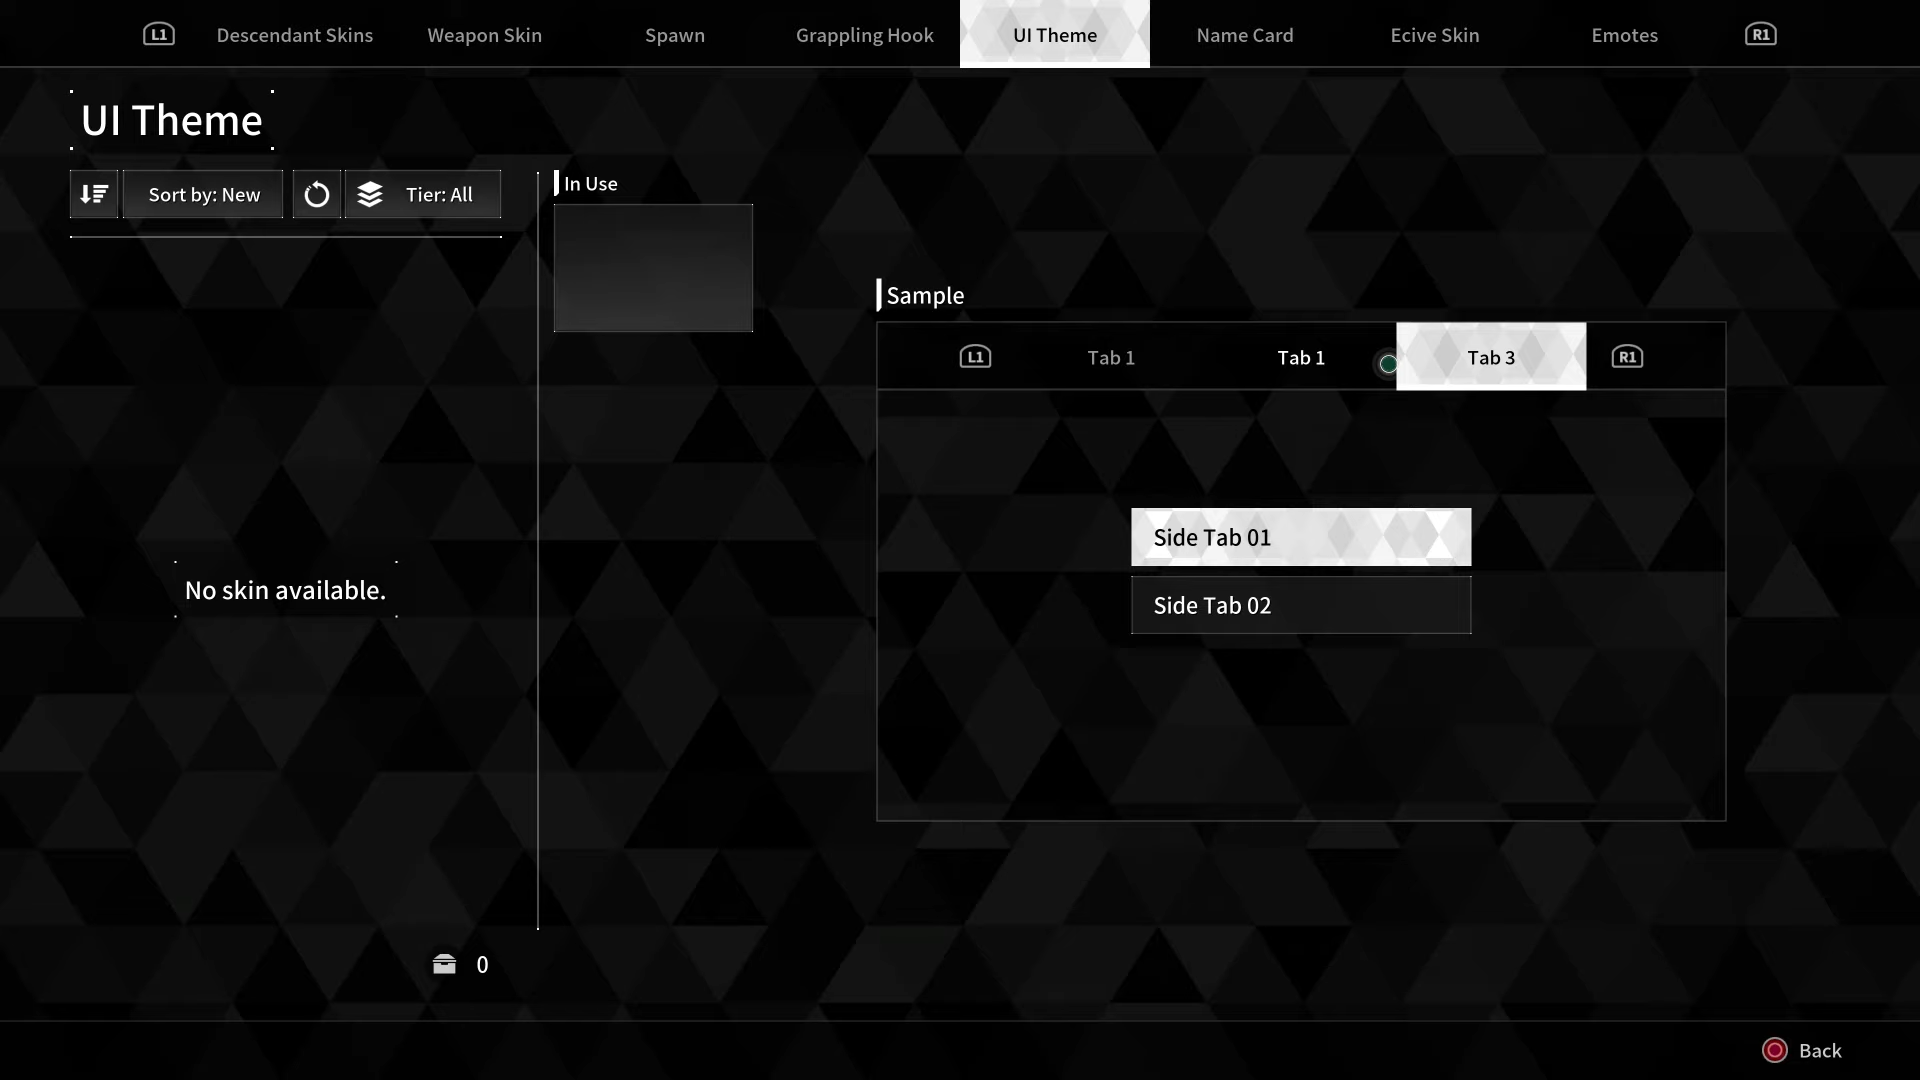 L1 Descendant Skins Weapon Skin Spawn Grappling Hook UI Theme Name Card Ecive Skin Emotes R1
UI Theme
Sort by: New Tier: All
In Use
Sample
L1 Tab 1 Tab 1 Tab 3 R1
Side Tab 01
No skin available.
Side Tab 02
0
Back